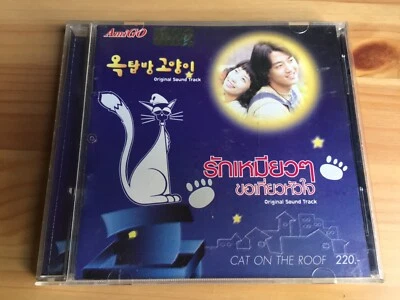 AmiGO
옥탑방 고양이
Original Sound Track
รักเหมียวๆ
ขอเกี่ยวหัวใจ
Original Sound Track
CAT ON THE ROOF 220.-